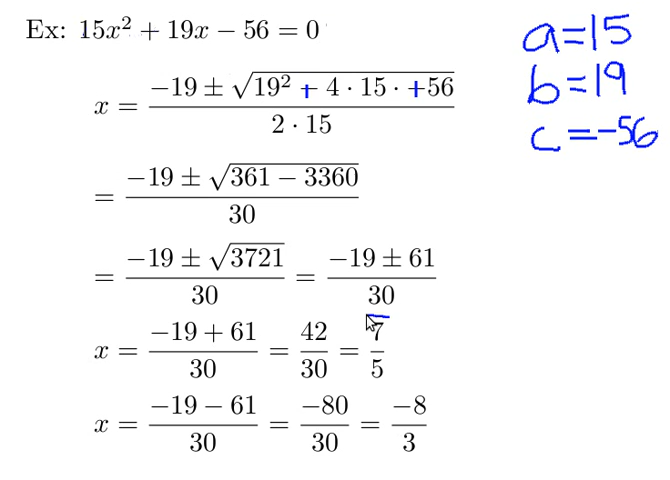 Ex: 15x² + 19x − 56 = 0
a=15
b=19
c=−56
x = (−19 ± √(19² + 4 · 15 · +56)) / (2 · 15)
= (−19 ± √(361 − 3360)) / 30
= (−19 ± √3721) / 30 = (−19 ± 61) / 30
x = (−19 + 61) / 30 = 42/30 = 7/5
x = (−19 − 61) / 30 = −80/30 = −8/3